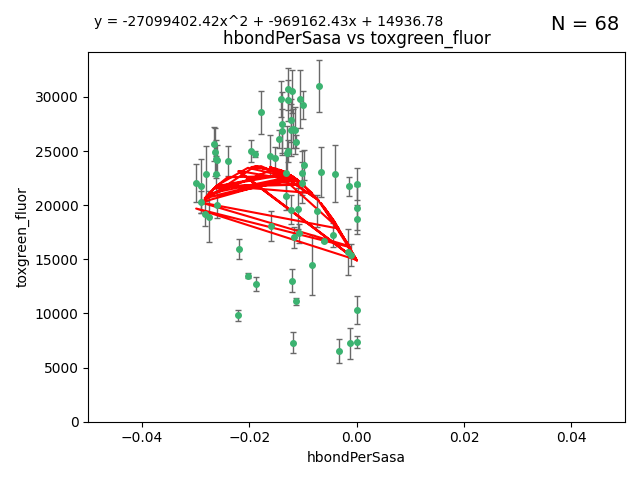 y = -27099402.42x^2 + -969162.43x + 14936.78
N = 68
hbondPerSasa vs toxgreen_fluor
30000
25000
20000
15000
10000
5000
0
toxgreen_fluor
−0.04
−0.02
0.00
0.02
0.04
hbondPerSasa